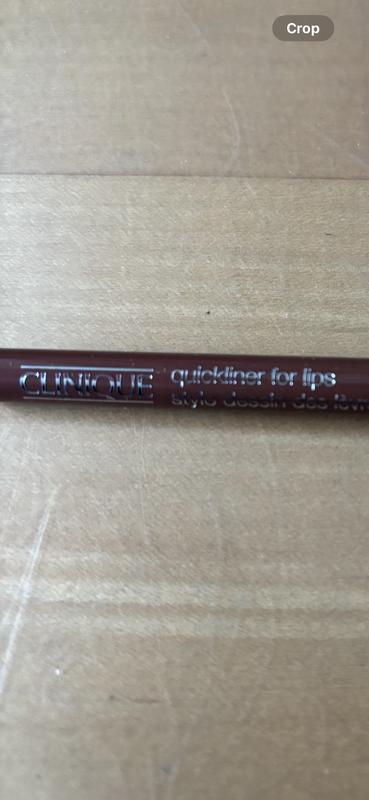 Crop
CLINIQUE
quickliner for lips
stylo dessin des